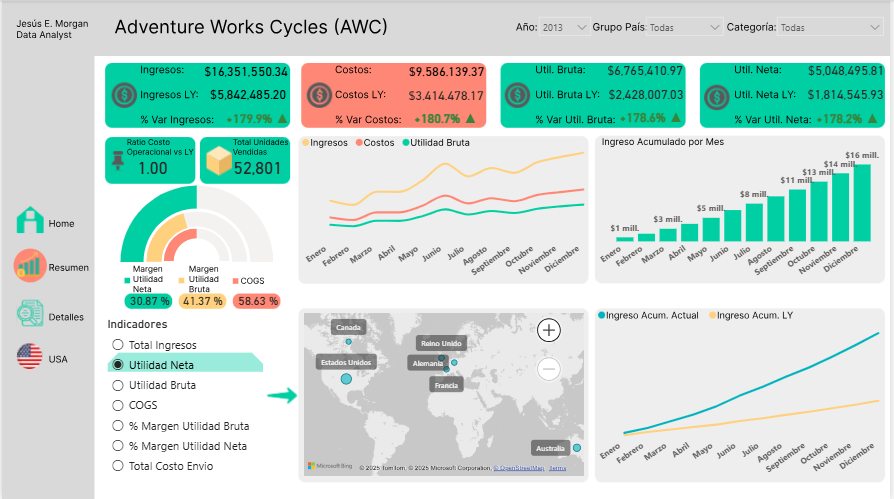 Jesús E. Morgan
Data Analyst
Adventure Works Cycles (AWC)
Año: 2013
Grupo País: Todas
Categoría: Todas
Ingresos: $16,351,550.34
Ingresos LY: $5,842,485.20
% Var Ingresos: +179.9% ▲
Costos: $9.586,139.37
Costos LY: $3,414,478.17
% Var Costos: +180.7% ▲
Util. Bruta: $6,765,410.97
Util. Bruta LY: $2,428,007.03
% Var Util. Bruta: +178.6% ▲
Util. Neta: $5,048,495.81
Util. Neta LY: $1,814,545.93
% Var Util. Neta: +178.2% ▲
Ratio Costo
Operacional vs LY
1.00
Total Unidades
Vendidas
52,801
Home
Resumen
Detalles
USA
Margen
Utilidad
Neta
30.87 %
Margen
Utilidad
Bruta
41.37 %
COGS
58.63 %
Indicadores
Total Ingresos
Utilidad Neta
Utilidad Bruta
COGS
% Margen Utilidad Bruta
% Margen Utilidad Neta
Total Costo Envio
Ingresos Costos Utilidad Bruta
Enero
Febrero
Marzo
Abril
Mayo
Junio
Julio
Agosto
Septiembre
Octubre
Noviembre
Diciembre
Ingreso Acumulado por Mes
$1 mill.
$3 mill.
$5 mill.
$8 mill.
$11 mill.
$13 mill.
$14 mill.
$16 mill.
Enero
Febrero
Marzo
Abril
Mayo
Junio
Julio
Agosto
Septiembre
Octubre
Noviembre
Diciembre
Canada
Reino Unido
Estados Unidos
Alemania
Francia
Australia
Microsoft Bing
© 2025 TomTom, © 2025 Microsoft Corporation, © OpenStreetMap Terms
Ingreso Acum. Actual Ingreso Acum. LY
Enero
Febrero
Marzo
Abril
Mayo
Junio
Julio
Agosto
Septiembre
Octubre
Noviembre
Diciembre